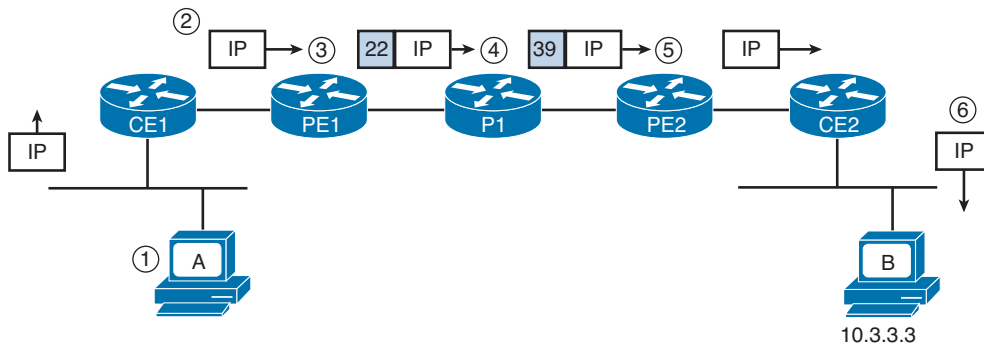 2 IP 3 22 IP 4 39 IP 5 IP
CE1 PE1 P1 PE2 CE2
IP
6
IP
1 A
B
10.3.3.3